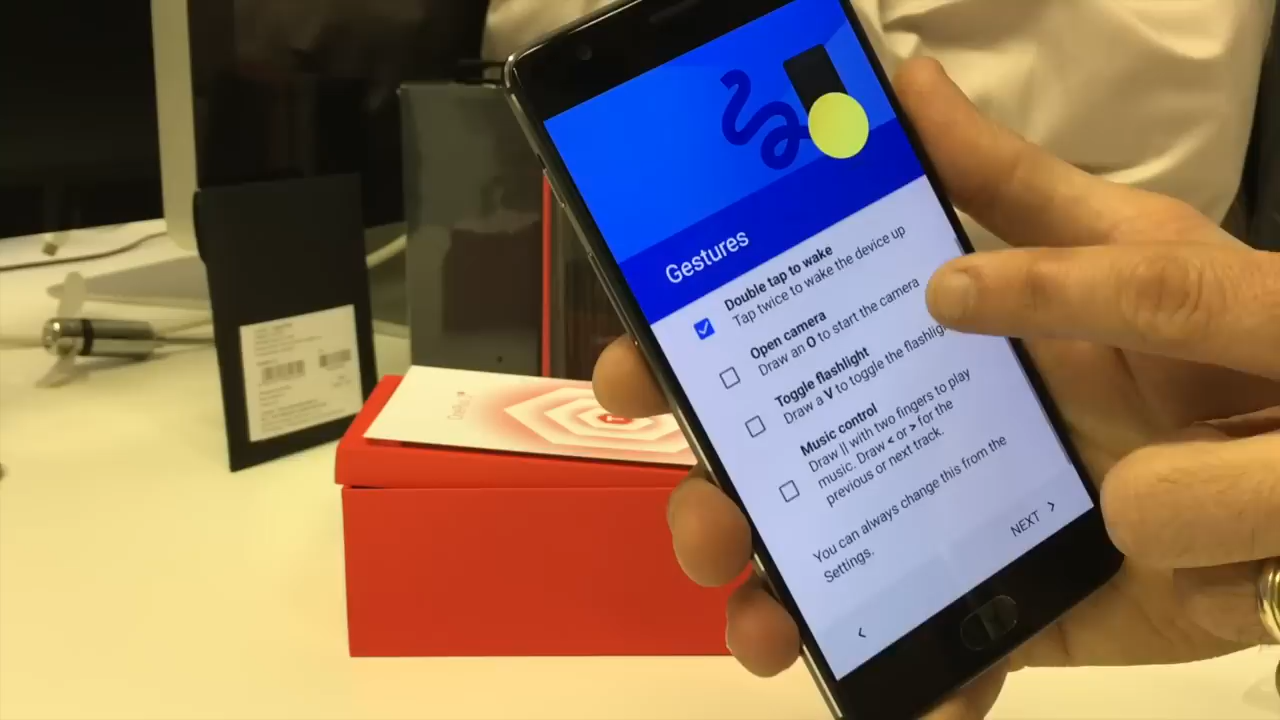 Gestures
Double tap to wake
Tap twice to wake the device up
Open camera
Draw an O to start the camera
Toggle flashlight
Draw a V to toggle the
Music control
Draw || with two fingers to play
music. Draw < or > for the
previous or next track.
You can always change this from the
Settings.
NEXT >
<